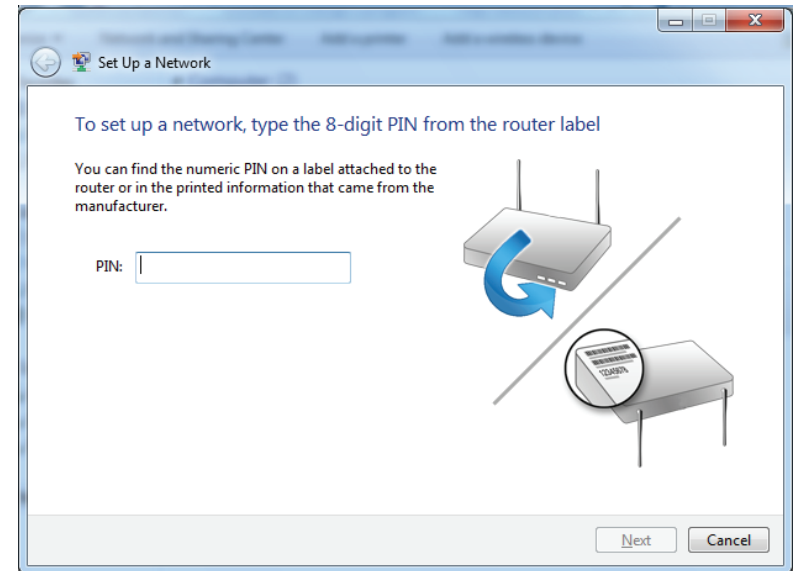 Set Up a Network
To set up a network, type the 8-digit PIN from the router label
You can find the numeric PIN on a label attached to the
router or in the printed information that came from the
manufacturer.
PIN:
12345678
Next
Cancel